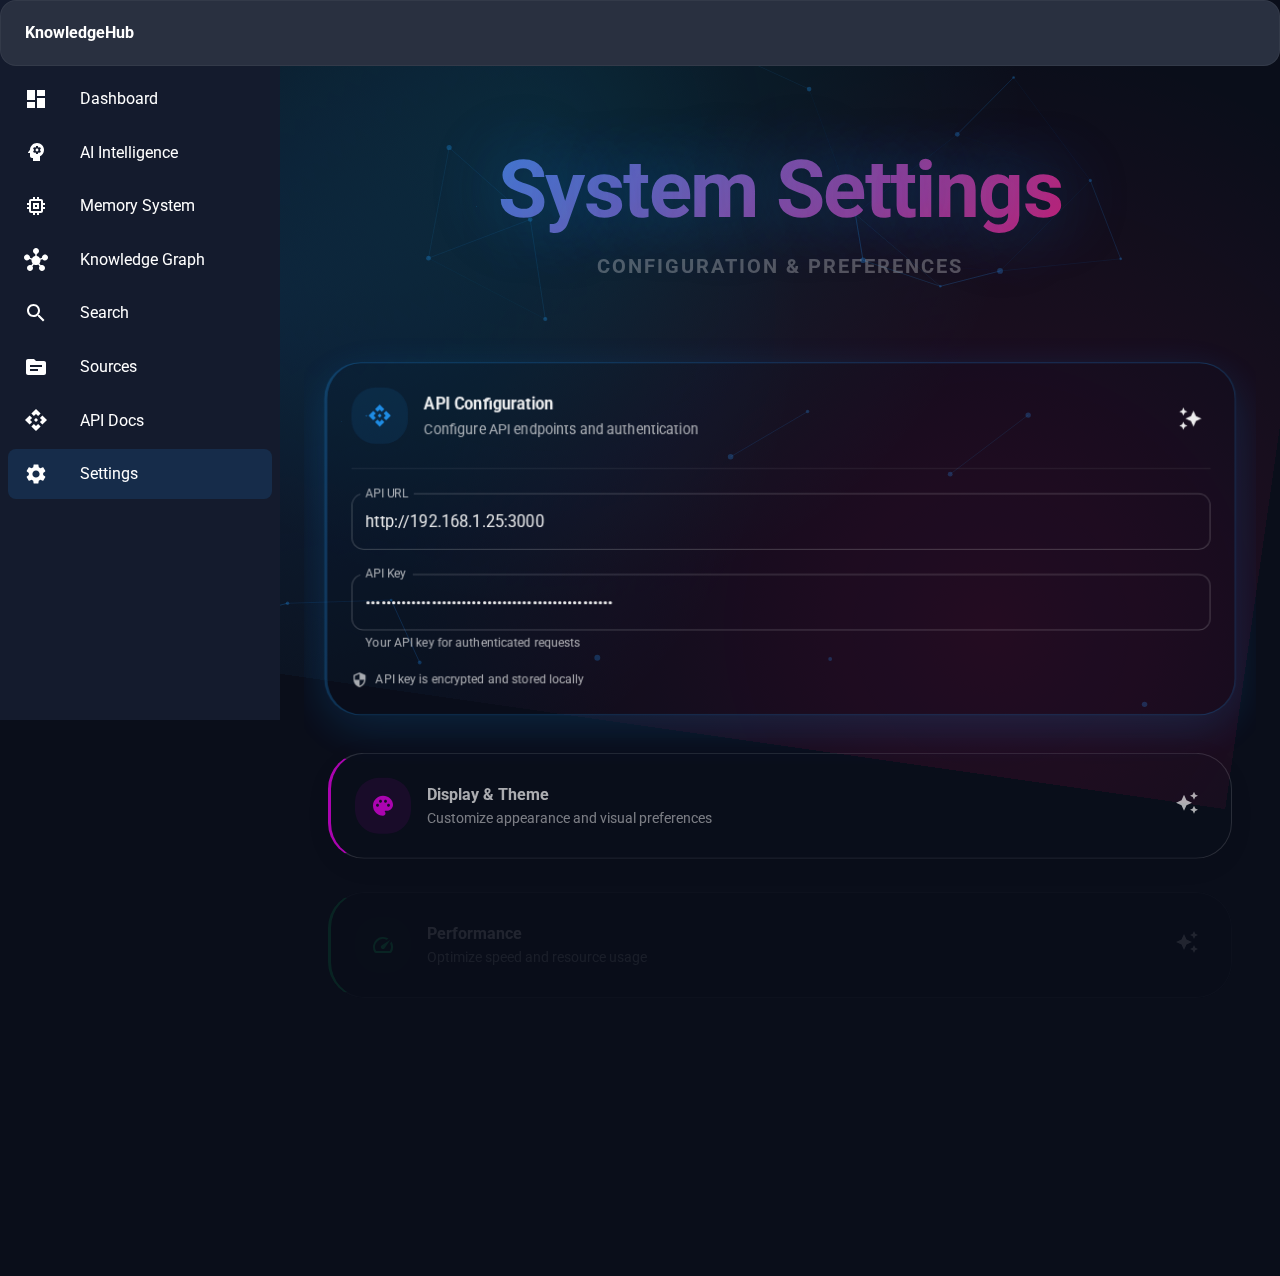 KnowledgeHub
Dashboard
AI Intelligence
Memory System
Knowledge Graph
Search
Sources
API Docs
Settings
System Settings
CONFIGURATION & PREFERENCES
API Configuration
Configure API endpoints and authentication
API URL
http://192.168.1.25:3000
API Key
Your API key for authenticated requests
API key is encrypted and stored locally
Display & Theme
Customize appearance and visual preferences
Performance
Optimize speed and resource usage